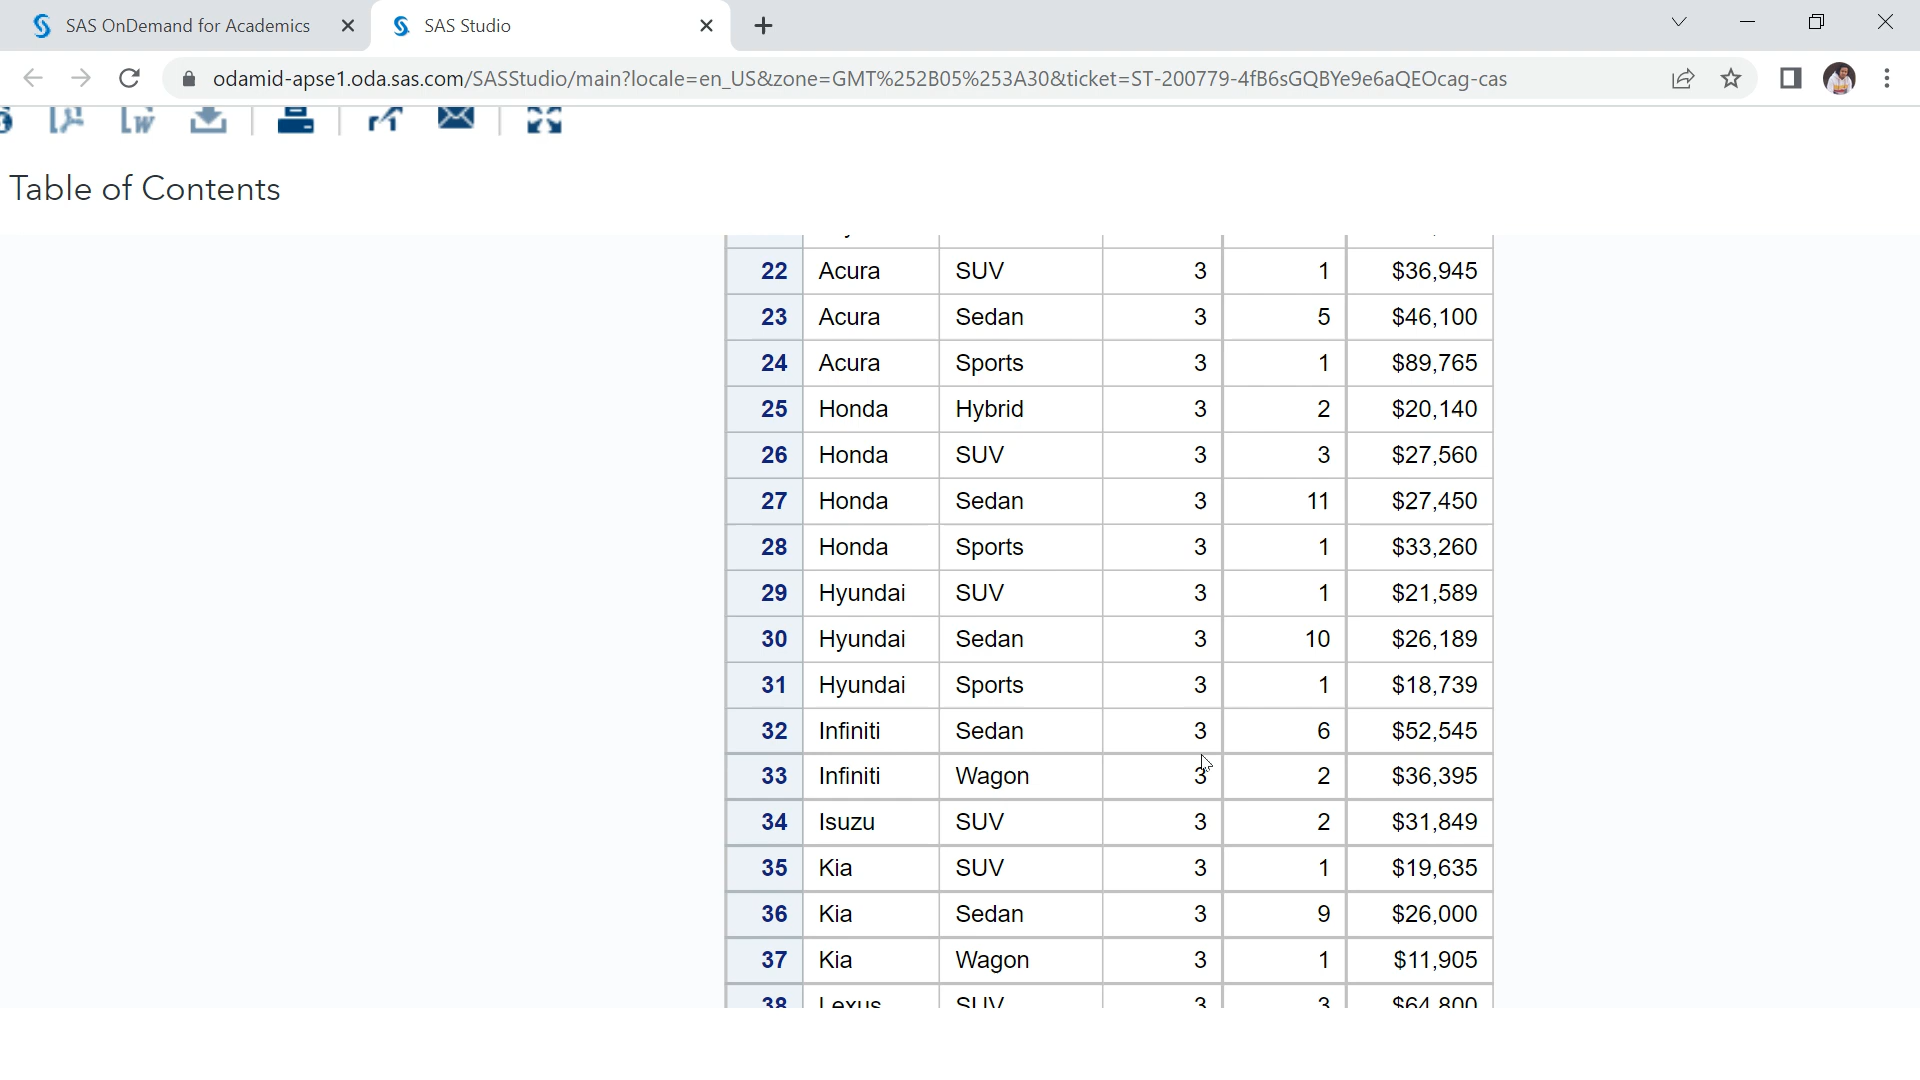 SAS OnDemand for Academics
SAS Studio
odamid-apse1.oda.sas.com/SASStudio/main?locale=en_US&zone=GMT%252B05%253A30&ticket=ST-200779-4fB6sGQBYe9e6aQEOcag-cas
Table of Contents
22 Acura SUV 3 1 $36,945
23 Acura Sedan 3 5 $46,100
24 Acura Sports 3 1 $89,765
25 Honda Hybrid 3 2 $20,140
26 Honda SUV 3 3 $27,560
27 Honda Sedan 3 11 $27,450
28 Honda Sports 3 1 $33,260
29 Hyundai SUV 3 1 $21,589
30 Hyundai Sedan 3 10 $26,189
31 Hyundai Sports 3 1 $18,739
32 Infiniti Sedan 3 6 $52,545
33 Infiniti Wagon 3 2 $36,395
34 Isuzu SUV 3 2 $31,849
35 Kia SUV 3 1 $19,635
36 Kia Sedan 3 9 $26,000
37 Kia Wagon 3 1 $11,905
38 Lexus SUV 3 3 $64,800